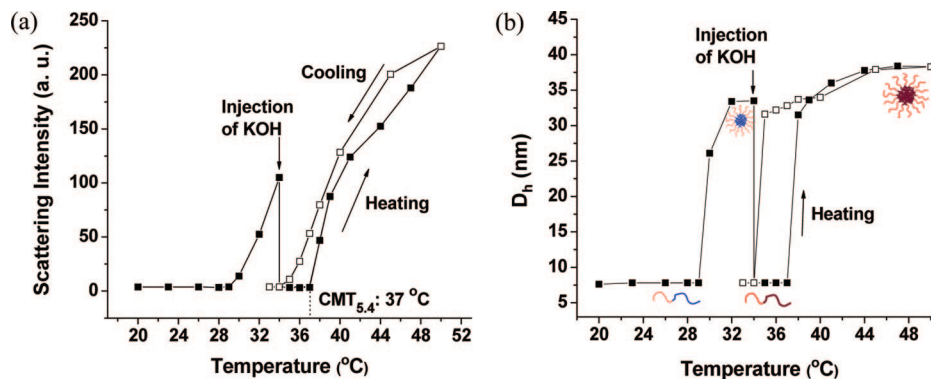 (a)
250
200
150
100
50
0
Scattering Intensity (a. u.)
Cooling
Injection
of KOH
Heating
CMT5.4: 37 °C
20 24 28 32 36 40 44 48 52
Temperature (°C)
(b)
45
40
35
30
25
20
15
10
5
Dh (nm)
Injection
of KOH
Heating
20 24 28 32 36 40 44 48
Temperature (°C)